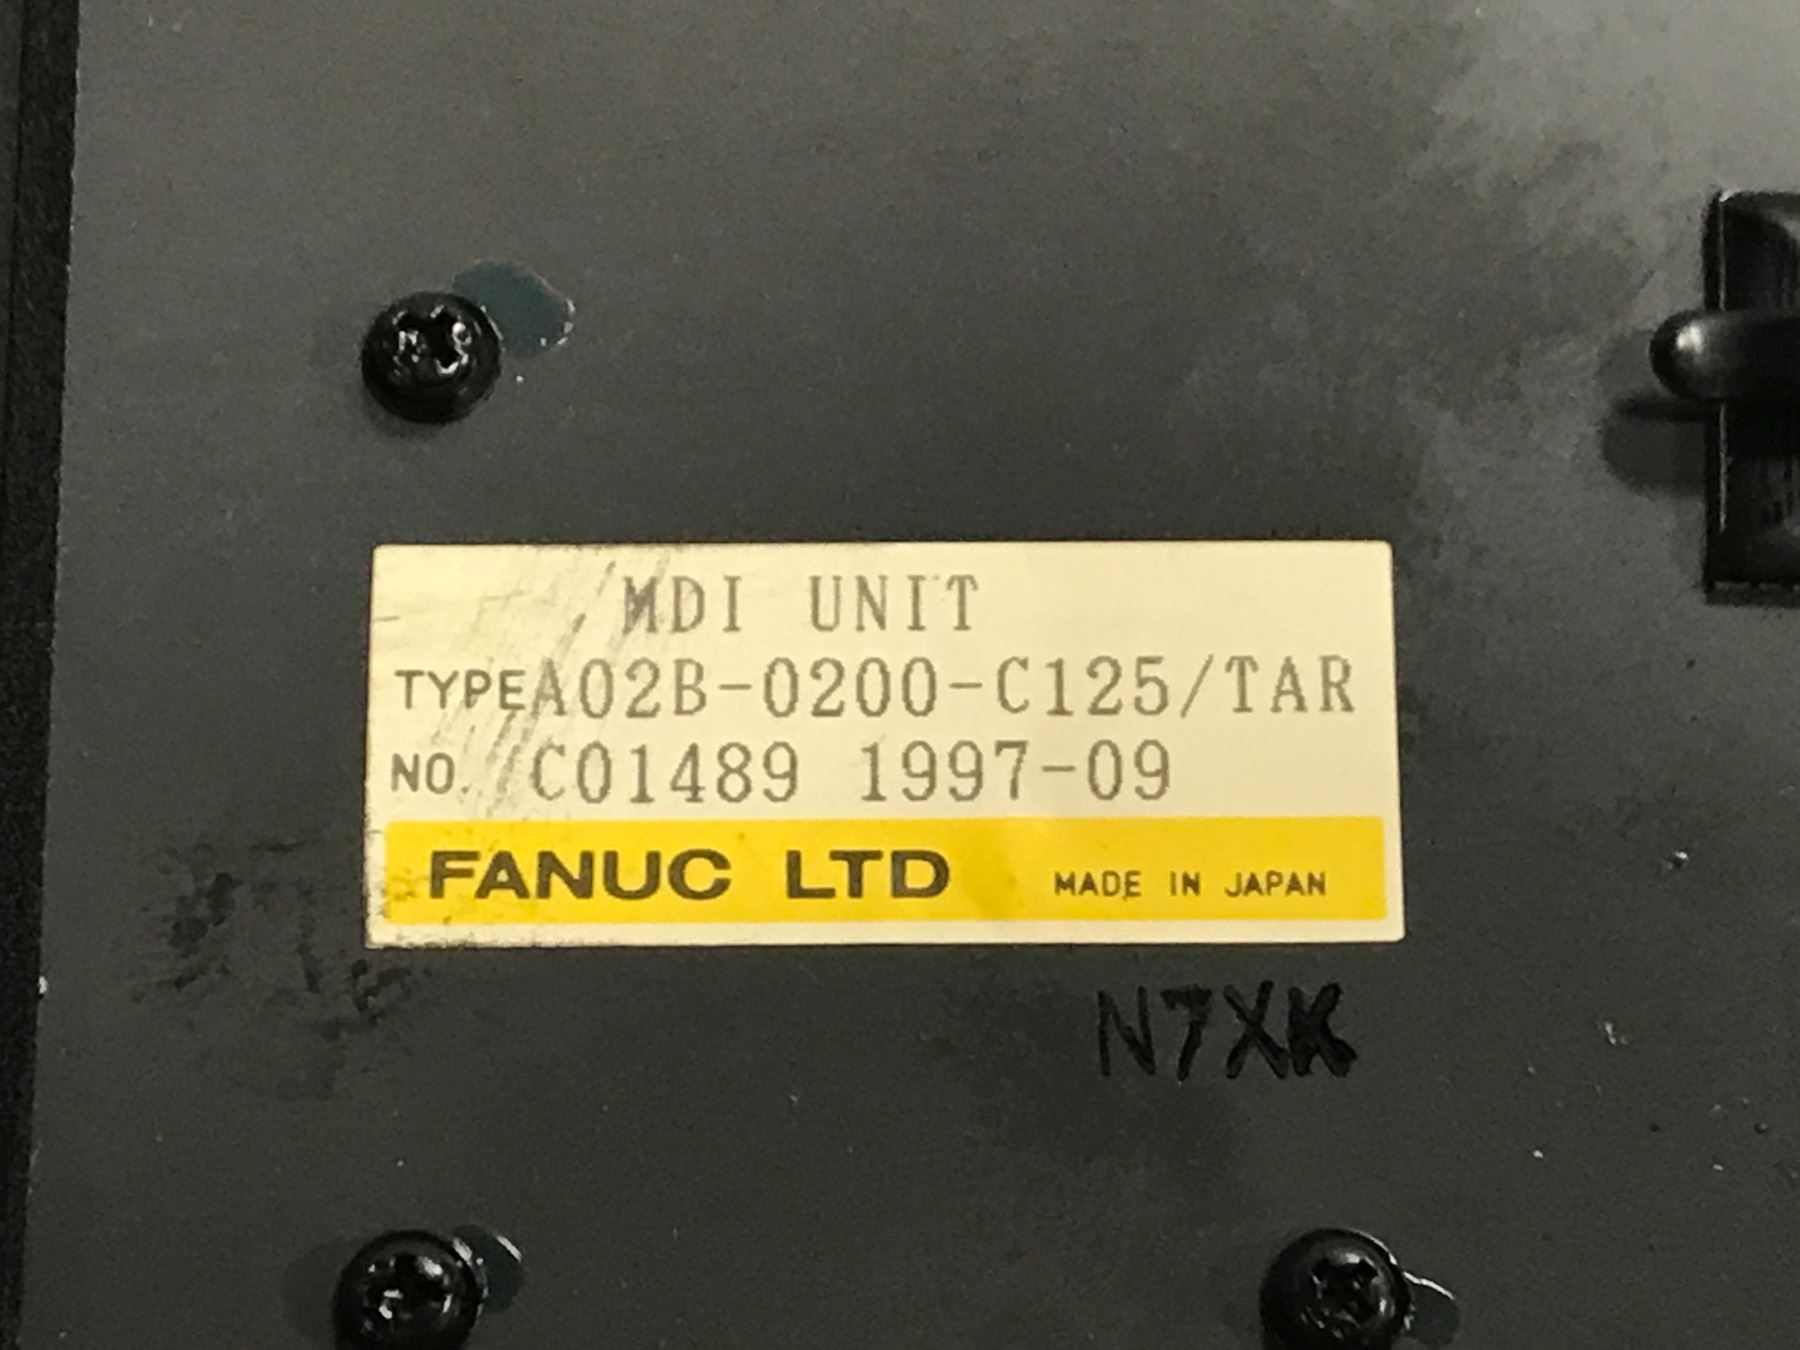 MDI UNIT
TYPE A02B-0200-C125/TAR
NO. C01489 1997-09
FANUC LTD MADE IN JAPAN
N7XK